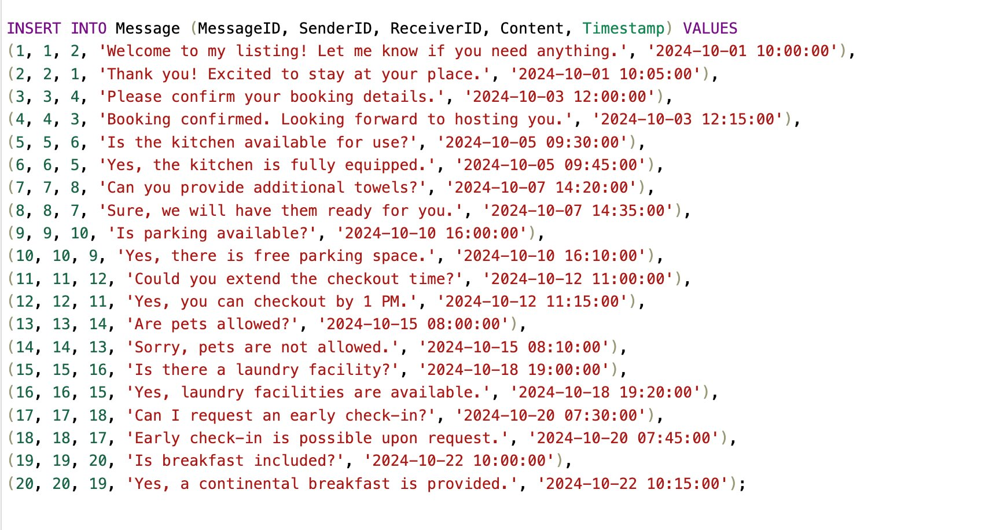 INSERT INTO Message (MessageID, SenderID, ReceiverID, Content, Timestamp) VALUES
(1, 1, 2, 'Welcome to my listing! Let me know if you need anything.', '2024-10-01 10:00:00'),
(2, 2, 1, 'Thank you! Excited to stay at your place.', '2024-10-01 10:05:00'),
(3, 3, 4, 'Please confirm your booking details.', '2024-10-03 12:00:00'),
(4, 4, 3, 'Booking confirmed. Looking forward to hosting you.', '2024-10-03 12:15:00'),
(5, 5, 6, 'Is the kitchen available for use?', '2024-10-05 09:30:00'),
(6, 6, 5, 'Yes, the kitchen is fully equipped.', '2024-10-05 09:45:00'),
(7, 7, 8, 'Can you provide additional towels?', '2024-10-07 14:20:00'),
(8, 8, 7, 'Sure, we will have them ready for you.', '2024-10-07 14:35:00'),
(9, 9, 10, 'Is parking available?', '2024-10-10 16:00:00'),
(10, 10, 9, 'Yes, there is free parking space.', '2024-10-10 16:10:00'),
(11, 11, 12, 'Could you extend the checkout time?', '2024-10-12 11:00:00'),
(12, 12, 11, 'Yes, you can checkout by 1 PM.', '2024-10-12 11:15:00'),
(13, 13, 14, 'Are pets allowed?', '2024-10-15 08:00:00'),
(14, 14, 13, 'Sorry, pets are not allowed.', '2024-10-15 08:10:00'),
(15, 15, 16, 'Is there a laundry facility?', '2024-10-18 19:00:00'),
(16, 16, 15, 'Yes, laundry facilities are available.', '2024-10-18 19:20:00'),
(17, 17, 18, 'Can I request an early check-in?', '2024-10-20 07:30:00'),
(18, 18, 17, 'Early check-in is possible upon request.', '2024-10-20 07:45:00'),
(19, 19, 20, 'Is breakfast included?', '2024-10-22 10:00:00'),
(20, 20, 19, 'Yes, a continental breakfast is provided.', '2024-10-22 10:15:00');